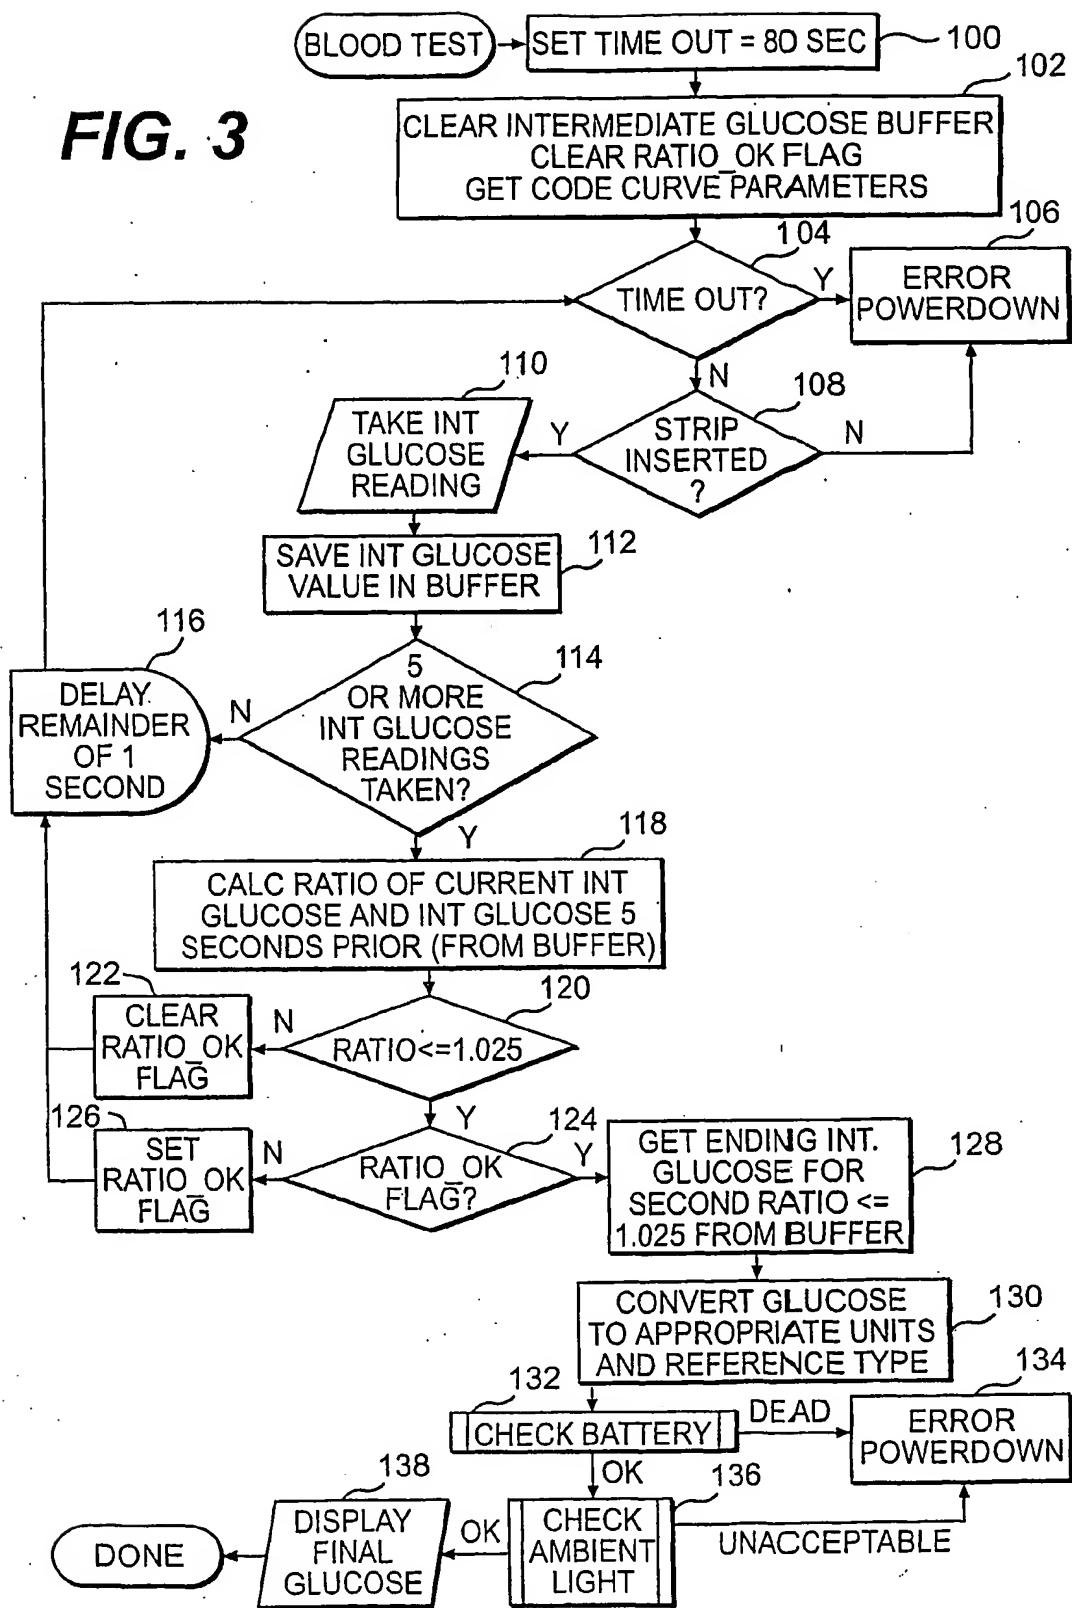 BLOOD TEST
SET TIME OUT = 80 SEC
100
102
FIG. 3
CLEAR INTERMEDIATE GLUCOSE BUFFER
CLEAR RATIO_OK FLAG
GET CODE CURVE PARAMETERS
104
106
TIME OUT?
Y
ERROR
POWERDOWN
N
110
108
TAKE INT
GLUCOSE
READING
Y
STRIP
INSERTED
?
N
SAVE INT GLUCOSE
VALUE IN BUFFER
112
116
114
DELAY
REMAINDER
OF 1
SECOND
N
5
OR MORE
INT GLUCOSE
READINGS
TAKEN?
Y
118
CALC RATIO OF CURRENT INT
GLUCOSE AND INT GLUCOSE 5
SECONDS PRIOR (FROM BUFFER)
122
120
CLEAR
RATIO_OK
FLAG
N
RATIO<=1.025
Y
126
124
SET
RATIO_OK
FLAG
N
RATIO_OK
FLAG?
Y
GET ENDING INT.
GLUCOSE FOR
SECOND RATIO <=
1.025 FROM BUFFER
128
CONVERT GLUCOSE
TO APPROPRIATE UNITS
AND REFERENCE TYPE
130
132
134
CHECK BATTERY
DEAD
ERROR
POWERDOWN
OK
138
136
DONE
DISPLAY
FINAL
GLUCOSE
OK
CHECK
AMBIENT
LIGHT
UNACCEPTABLE